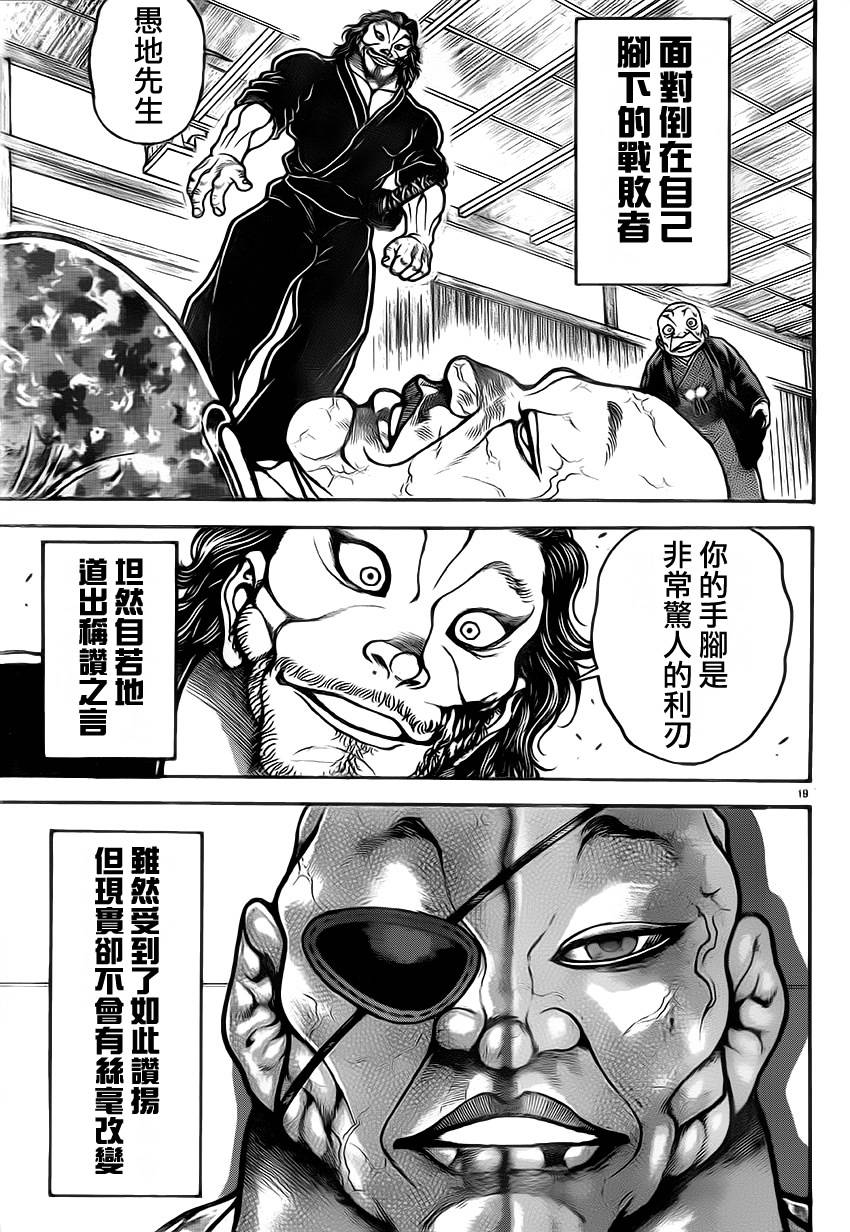 面對倒在自己
腳下的戰敗者
愚地先生
你的手腳是
非常驚人的利刃
坦然自若地
道出稱讚之言
19
雖然受到了如此讚揚
但現實卻不會有絲毫改變